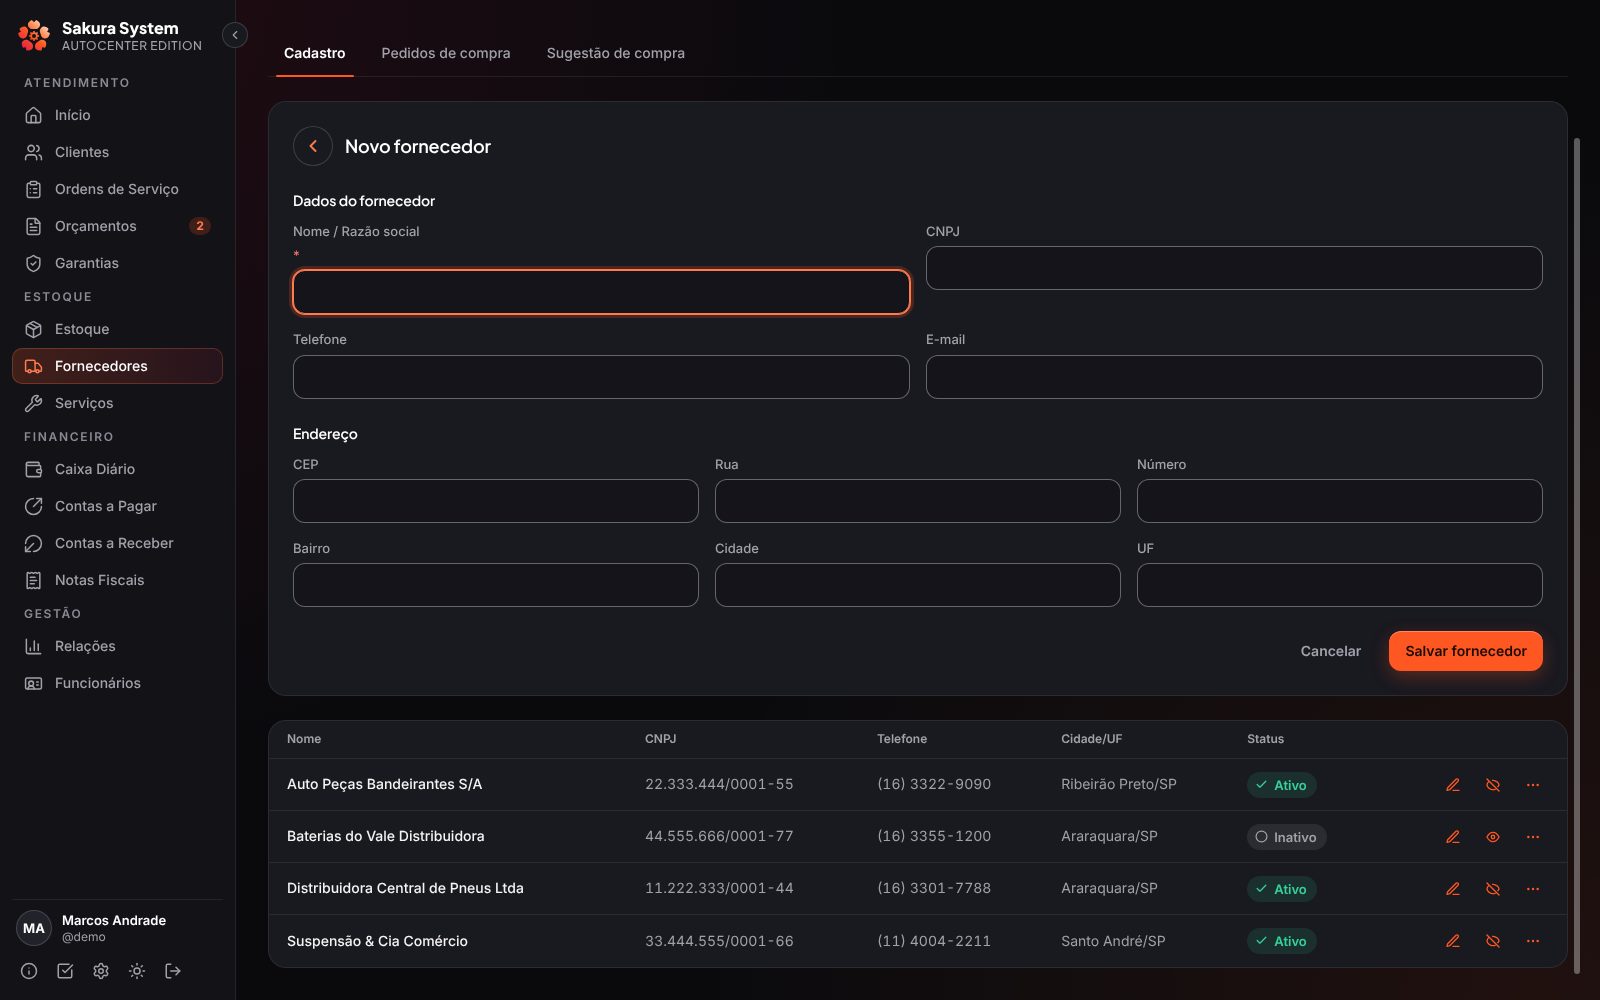 Sakura System
AUTOCENTER EDITION
ATENDIMENTO
Início
Clientes
Ordens de Serviço
Orçamentos 2
Garantias
ESTOQUE
Estoque
Fornecedores
Serviços
FINANCEIRO
Caixa Diário
Contas a Pagar
Contas a Receber
Notas Fiscais
GESTÃO
Relações
Funcionários
MA
Marcos Andrade
@demo
Cadastro Pedidos de compra Sugestão de compra
Novo fornecedor
Dados do fornecedor
Nome / Razão social
*
CNPJ
Telefone
E-mail
Endereço
CEP Rua Número
Bairro Cidade UF
Cancelar Salvar fornecedor
Nome CNPJ Telefone Cidade/UF Status
Auto Peças Bandeirantes S/A 22.333.444/0001-55 (16) 3322-9090 Ribeirão Preto/SP Ativo
Baterias do Vale Distribuidora 44.555.666/0001-77 (16) 3355-1200 Araraquara/SP Inativo
Distribuidora Central de Pneus Ltda 11.222.333/0001-44 (16) 3301-7788 Araraquara/SP Ativo
Suspensão & Cia Comércio 33.444.555/0001-66 (11) 4004-2211 Santo André/SP Ativo